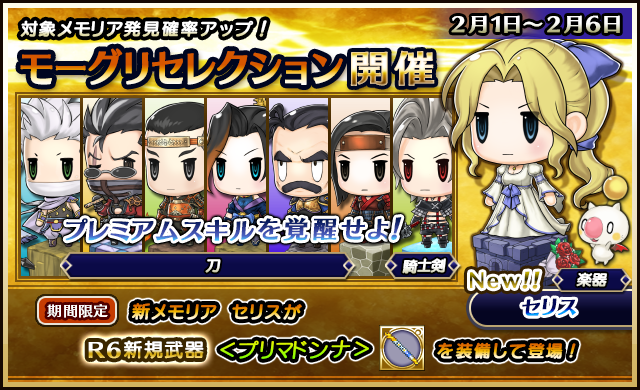 対象メモリア発見確率アップ！
2月1日～2月6日
モーグリセレクション開催
プレミアムスキルを覚醒せよ!
刀
騎士剣
New!!
楽器
セリス
期間限定
新メモリア セリスが
R6新規武器 <プリマドンナ> を装備して登場!